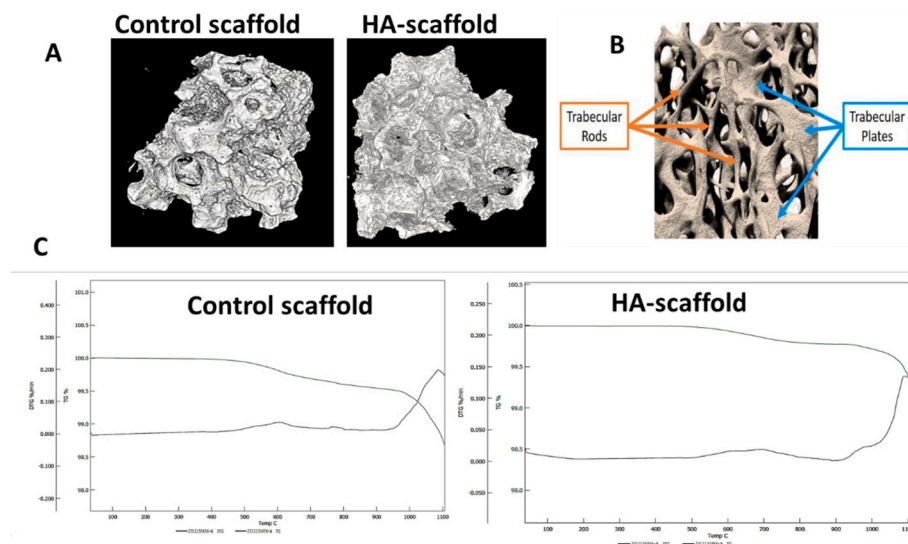 Control scaffold
HA-scaffold
A
B
Trabecular
Rods
Trabecular
Plates
C
Control scaffold
DTG %/min
0.400
0.300
0.200
0.100
0.000
-0.100
-0.200
TG %
101.0
100.5
100.0
99.5
99.0
98.5
98.0
100
200
300
400
500
600
700
800
900
1000
1100
Temp C
HA-scaffold
DTG %/min
0.250
0.200
0.150
0.100
0.050
0.000
-0.050
TG %
100.5
100.0
99.5
99.0
98.5
98.0
100
200
300
400
500
600
700
800
900
1000
Temp C